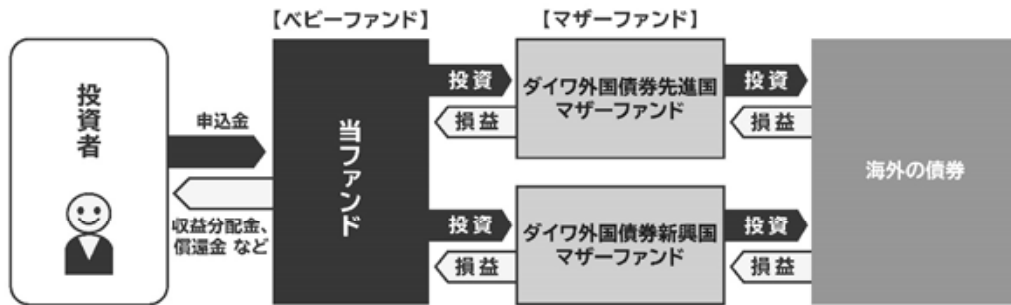 【ベビーファンド】
【マザーファンド】
投資者
申込金
収益分配金、
償還金 など
当ファンド
投資
損益
ダイワ外国債券先進国
マザーファンド
投資
損益
投資
損益
ダイワ外国債券新興国
マザーファンド
投資
損益
海外の債券